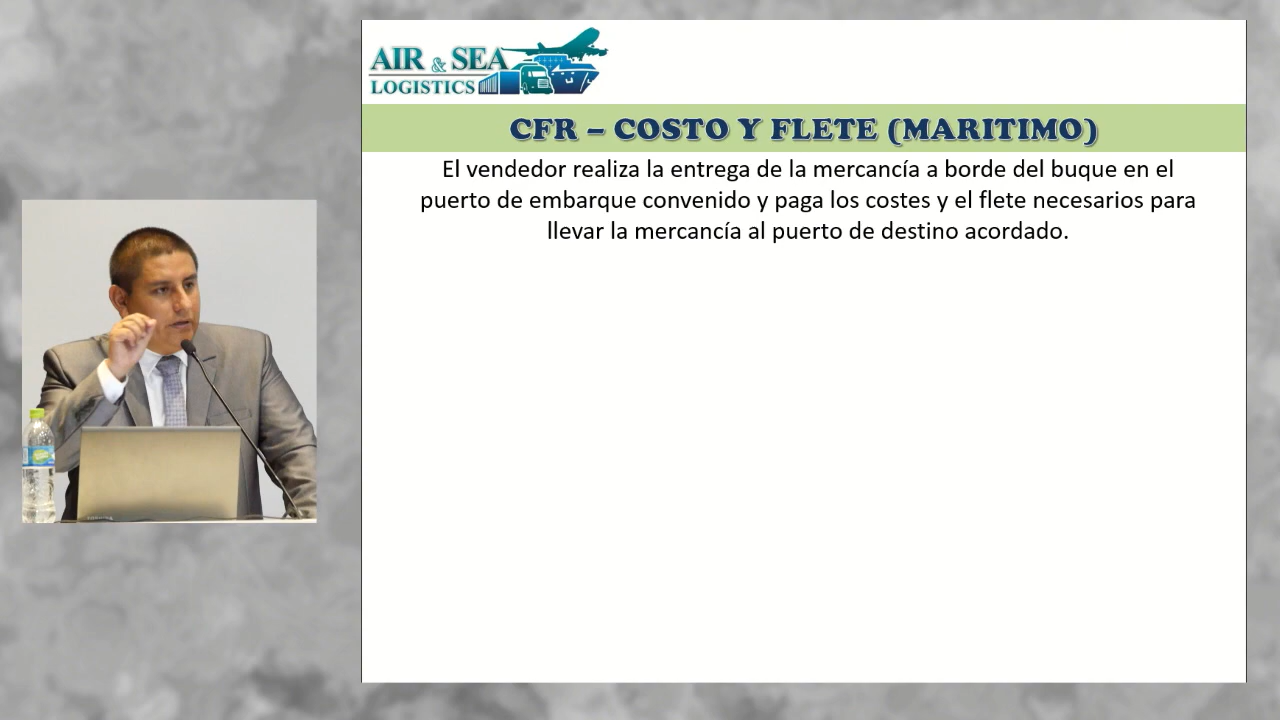 AIR & SEA
LOGISTICS
CFR – COSTO Y FLETE (MARITIMO)
El vendedor realiza la entrega de la mercancía a borde del buque en el
puerto de embarque convenido y paga los costes y el flete necesarios para
llevar la mercancía al puerto de destino acordado.